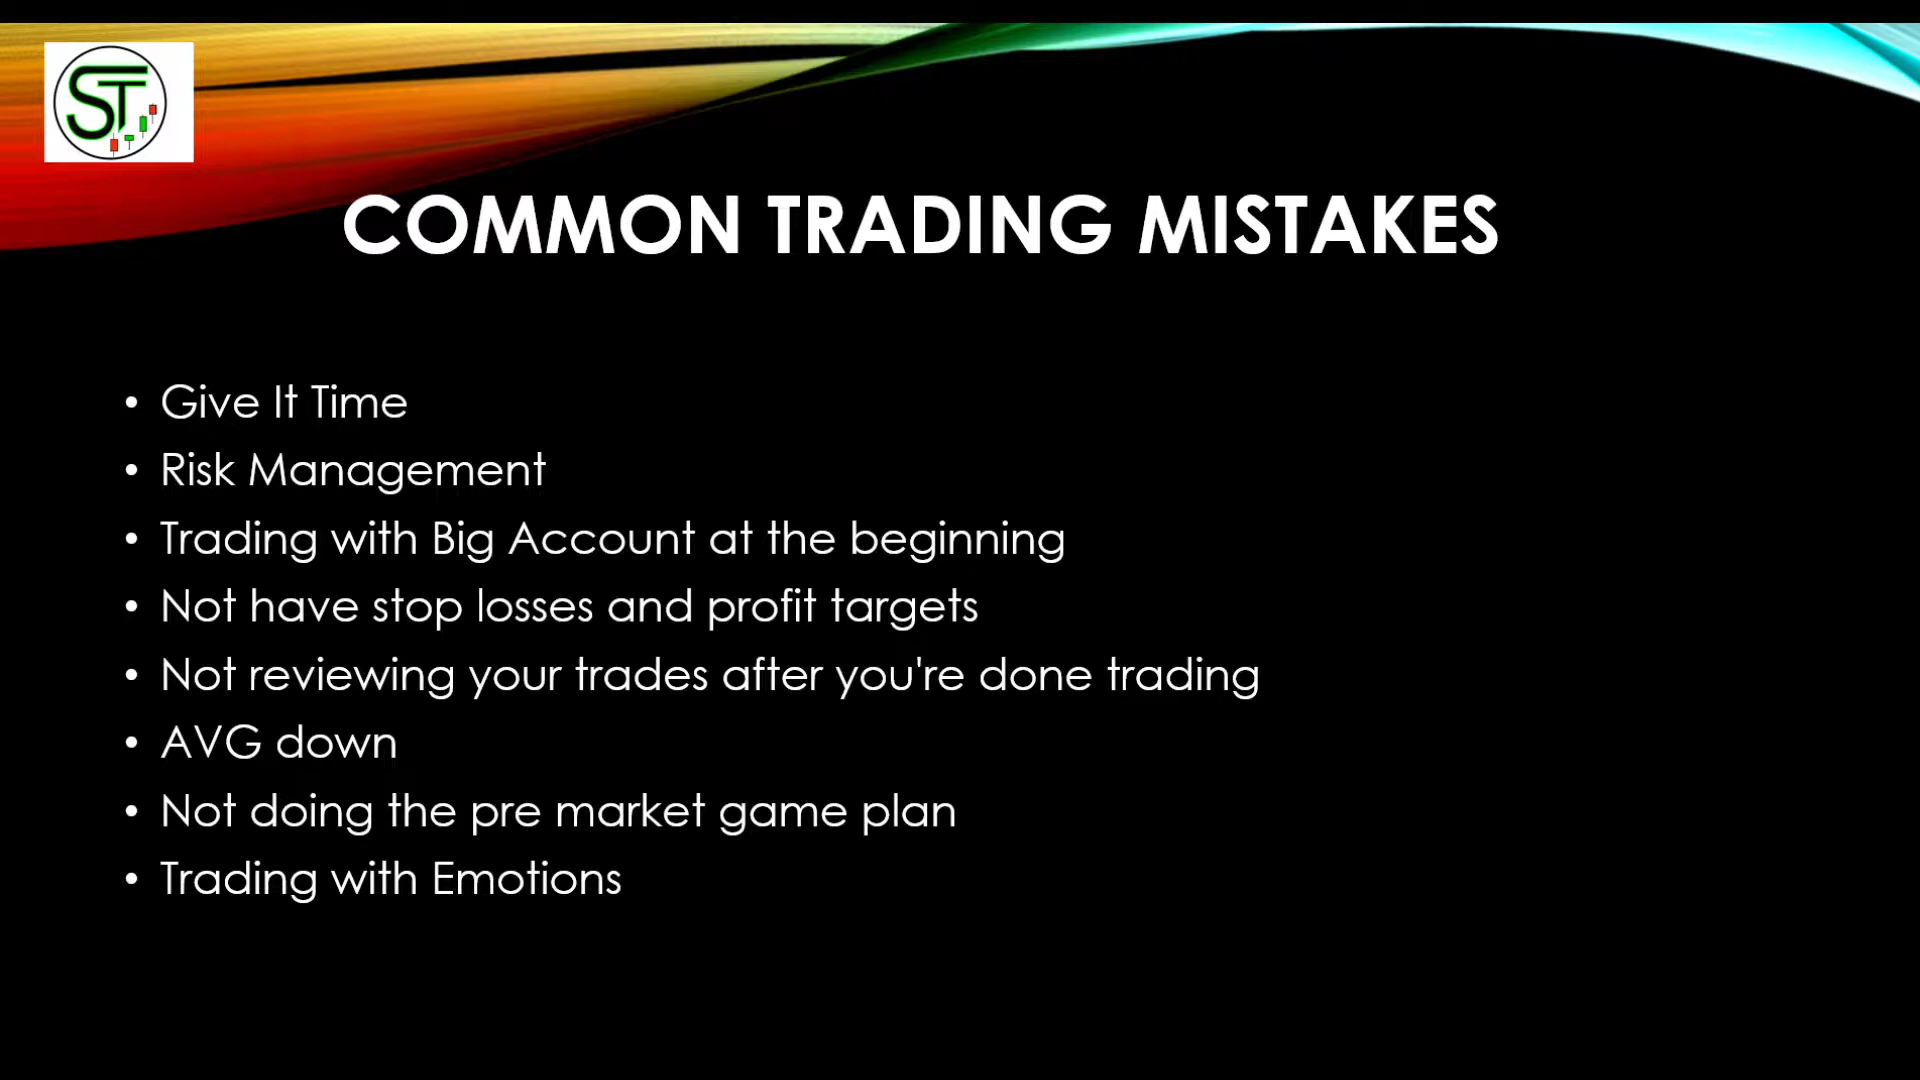 ST
COMMON TRADING MISTAKES
• Give It Time
• Risk Management
• Trading with Big Account at the beginning
• Not have stop losses and profit targets
• Not reviewing your trades after you're done trading
• AVG down
• Not doing the pre market game plan
• Trading with Emotions